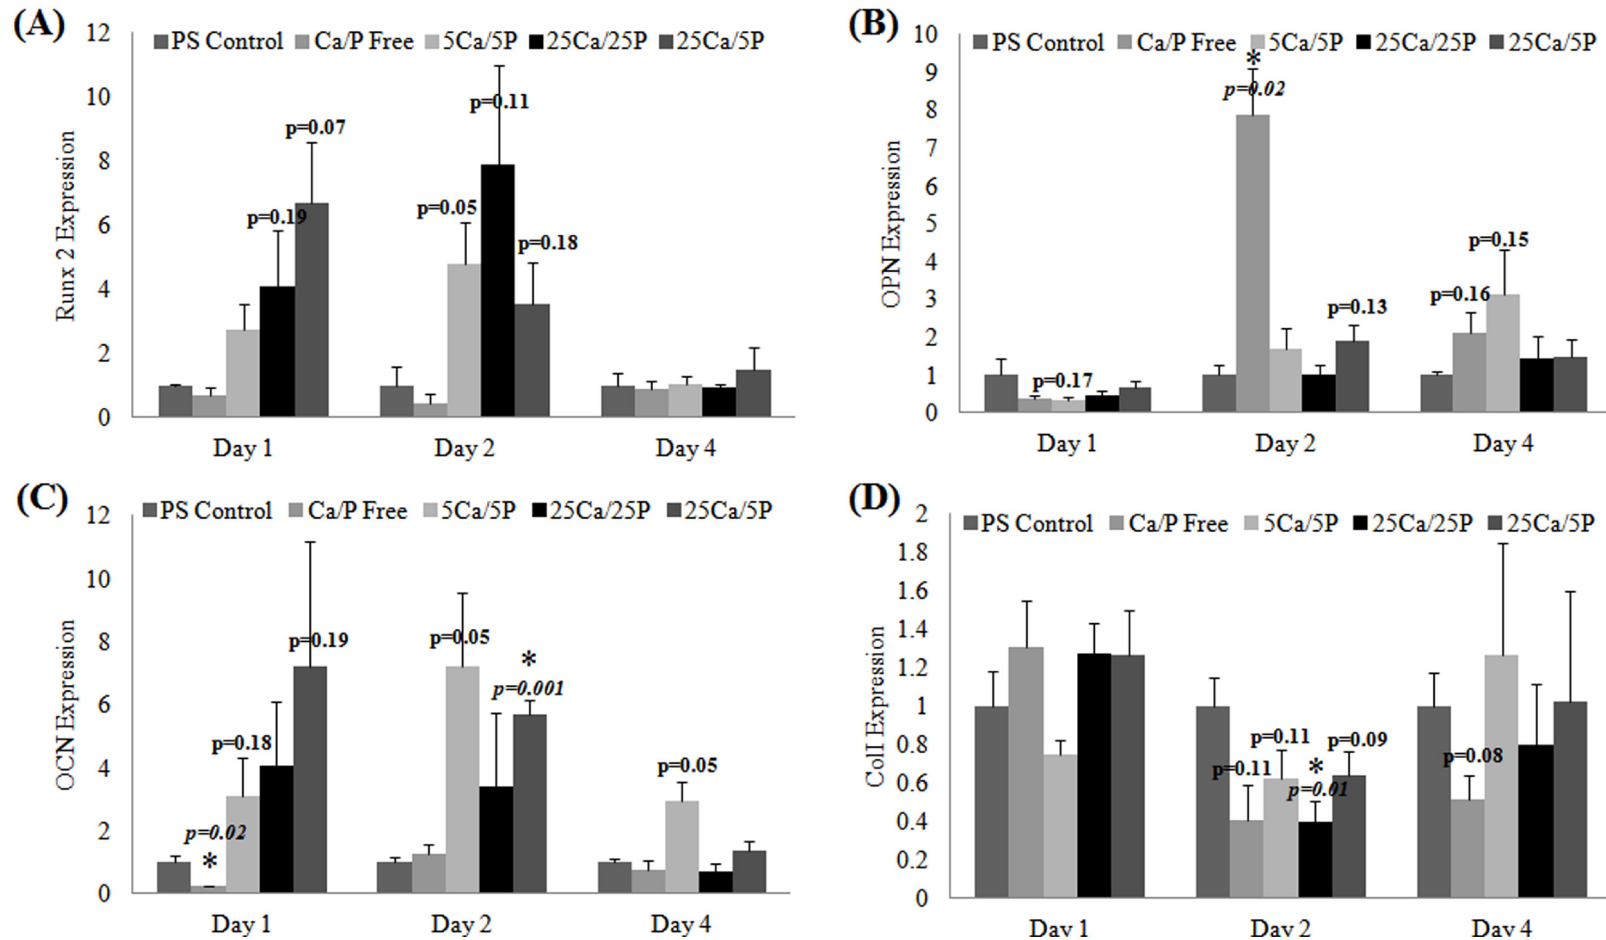 (A)
PS Control Ca/P Free 5Ca/5P 25Ca/25P 25Ca/5P
Runx 2 Expression
12
10
8
6
4
2
0
p=0.19
p=0.07
p=0.05
p=0.11
p=0.18
Day 1 Day 2 Day 4
(B)
PS Control Ca/P Free 5Ca/5P 25Ca/25P 25Ca/5P
OPN Expression
10
9
8
7
6
5
4
3
2
1
0
p=0.17
*
p=0.02
p=0.13
p=0.16
p=0.15
Day 1 Day 2 Day 4
(C)
PS Control Ca/P Free 5Ca/5P 25Ca/25P 25Ca/5P
OCN Expression
12
10
8
6
4
2
0
p=0.02
*
p=0.18
p=0.19
p=0.05
*
p=0.001
p=0.05
Day 1 Day 2 Day 4
(D)
PS Control Ca/P Free 5Ca/5P 25Ca/25P 25Ca/5P
ColI Expression
2
1.8
1.6
1.4
1.2
1
0.8
0.6
0.4
0.2
0
p=0.11
p=0.11
*
p=0.01
p=0.09
p=0.08
Day 1 Day 2 Day 4